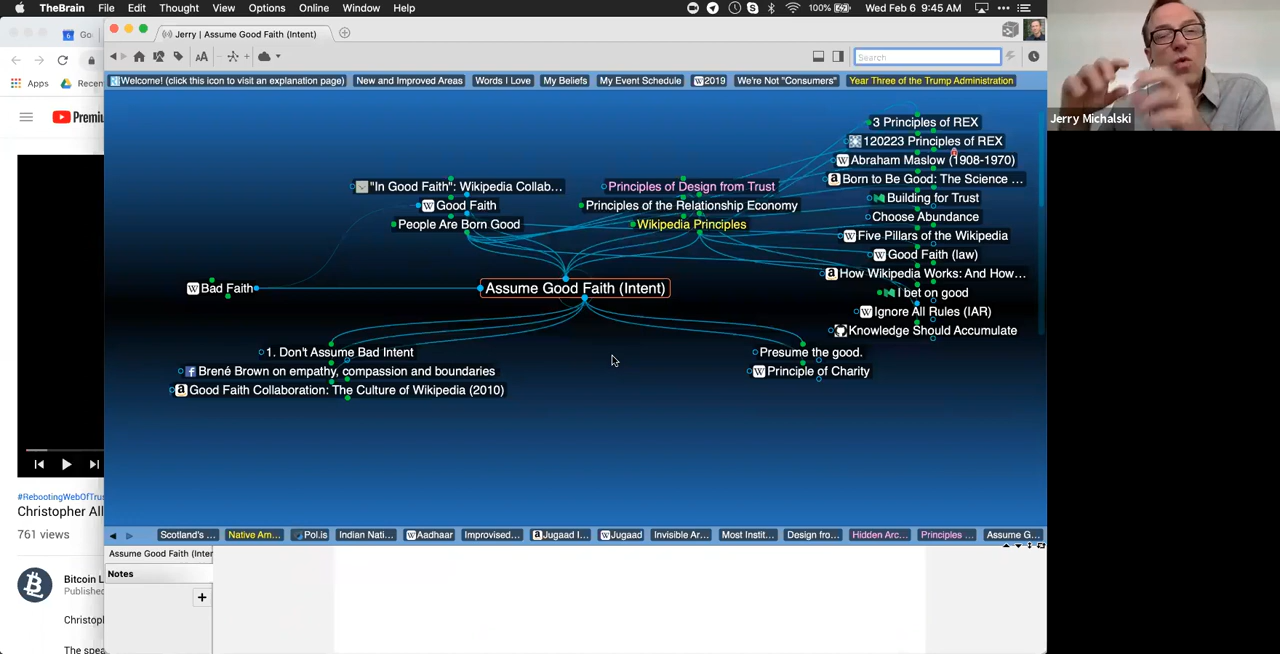 TheBrain File Edit Thought View Options Online Window Help 100% Wed Feb 6 9:45 AM
Jerry | Assume Good Faith (Intent)
Apps
AA
Search
Welcome! (click this icon to visit an explanation page) New and Improved Areas Words I Love My Beliefs My Event Schedule 2019 We're Not "Consumers" Year Three of the Trump Administration
Premiu
Jerry Michalski
3 Principles of REX
120223 Principles of REX
Abraham Maslow (1908-1970)
Born to Be Good: The Science ...
Building for Trust
Choose Abundance
Five Pillars of the Wikipedia
Good Faith (law)
How Wikipedia Works: And How...
I bet on good
Ignore All Rules (IAR)
Knowledge Should Accumulate
"In Good Faith": Wikipedia Collab...
Good Faith
People Are Born Good
Principles of Design from Trust
Principles of the Relationship Economy
Wikipedia Principles
Bad Faith
Assume Good Faith (Intent)
1. Don't Assume Bad Intent
Brené Brown on empathy, compassion and boundaries
Good Faith Collaboration: The Culture of Wikipedia (2010)
Presume the good.
Principle of Charity
#RebootingWebOfTrus
Christopher All
761 views
Scotland's ... Native Am... Pol.is Indian Nati... Aadhaar Improvised... Jugaad I... Jugaad Invisible Ar... Most Instit... Design fro... Hidden Arc... Principles ... Assume G...
Assume Good Faith (Inten
Notes
Bitcoin L
Published
Christoph
The spea